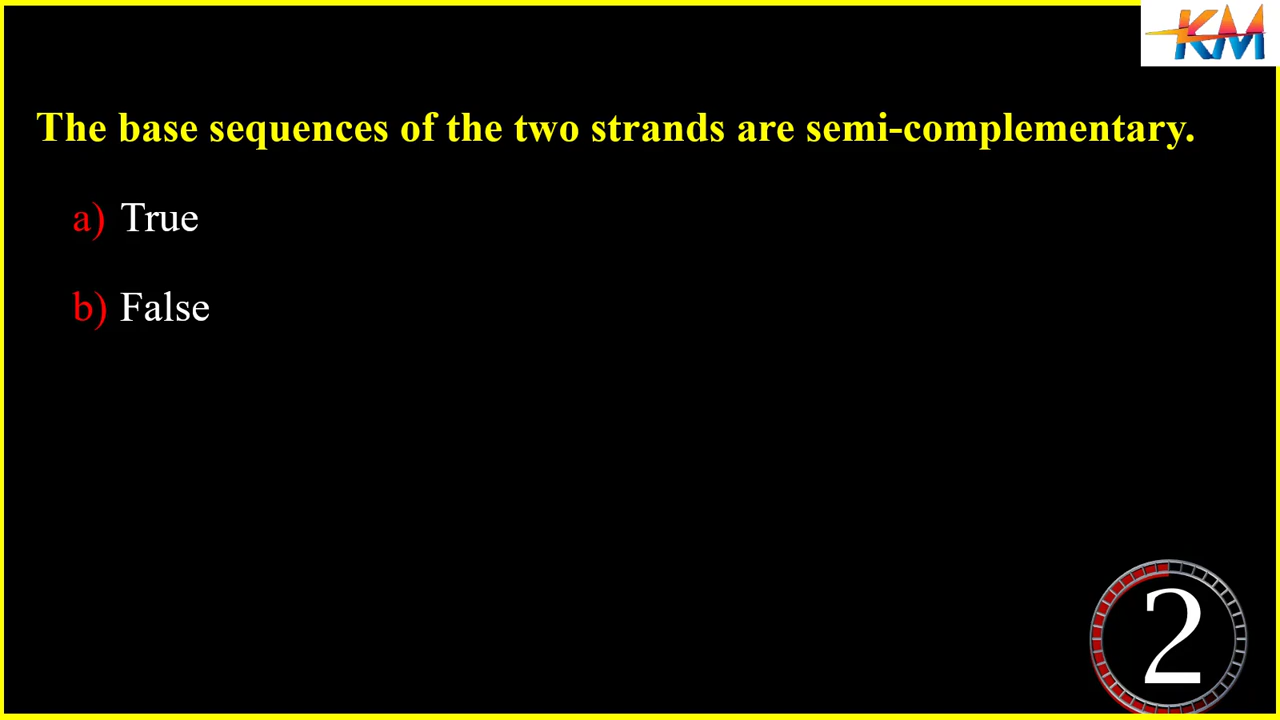 KM
The base sequences of the two strands are semi-complementary.
a) True
b) False
2